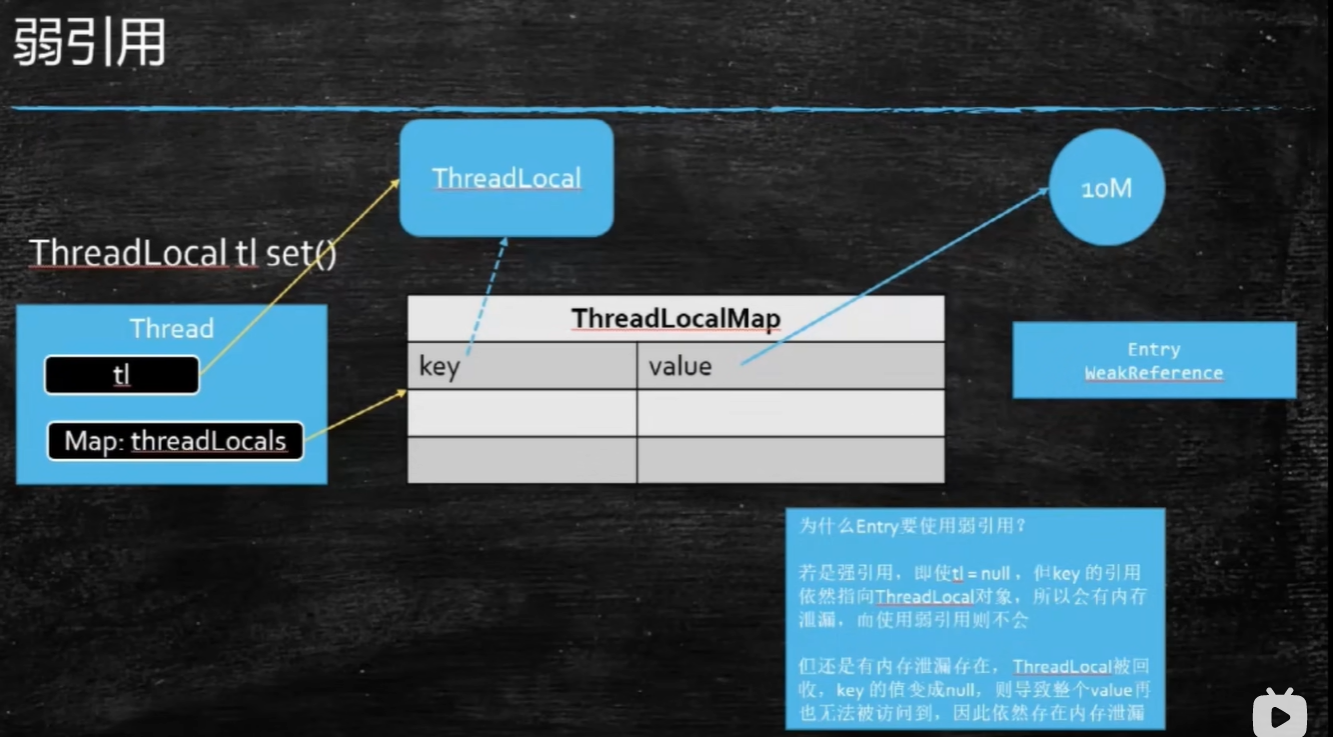 弱引用
ThreadLocal
10M
ThreadLocal tl set()
Thread
tl
Map: threadLocals
ThreadLocalMap
key value
Entry
WeakReference
为什么Entry要使用弱引用？
若是强引用，即使tl = null，但key 的引用
依然指向ThreadLocal对象，所以会有内存
泄漏，而使用弱引用则不会
但还是有内存泄漏存在，ThreadLocal被回
收，key 的值变成null，则导致整个value再
也无法被访问到，因此依然存在内存泄漏